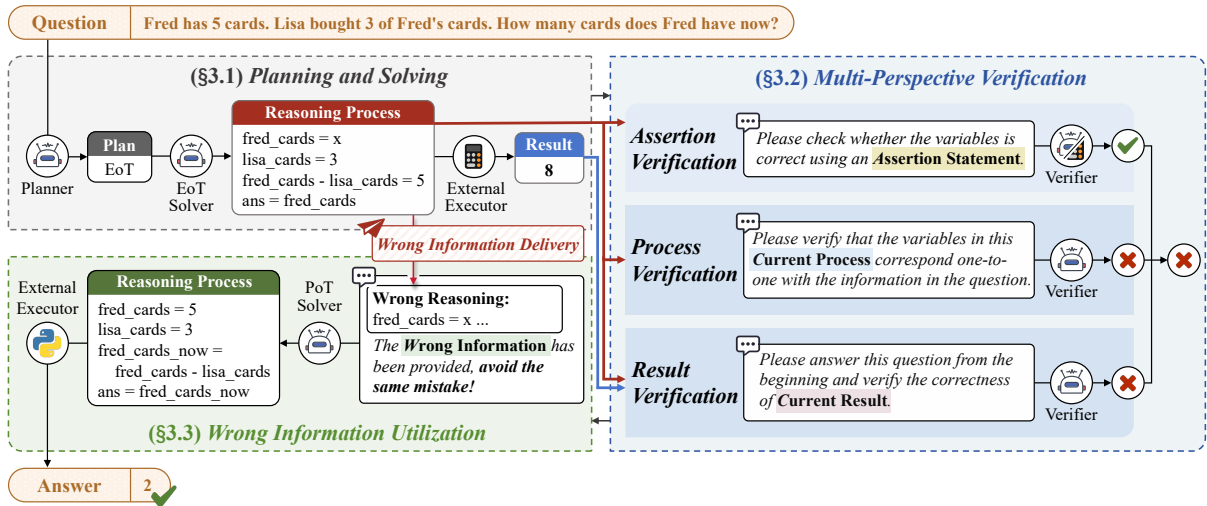 Question
Fred has 5 cards. Lisa bought 3 of Fred's cards. How many cards does Fred have now?
(§3.1) Planning and Solving
Planner
Plan
EoT
EoT
Solver
Reasoning Process
fred_cards = x
lisa_cards = 3
fred_cards - lisa_cards = 5
ans = fred_cards
External
Executor
Result
8
Wrong Information Delivery
(§3.2) Multi-Perspective Verification
Assertion
Verification
Please check whether the variables is
correct using an Assertion Statement.
Verifier
Process
Verification
Please verify that the variables in this
Current Process correspond one-to-
one with the information in the question.
Verifier
Result
Verification
Please answer this question from the
beginning and verify the correctness
of Current Result.
Verifier
Wrong Reasoning:
fred_cards = x ...
The Wrong Information has
been provided, avoid the
same mistake!
PoT
Solver
Reasoning Process
fred_cards = 5
lisa_cards = 3
fred_cards_now =
fred_cards - lisa_cards
ans = fred_cards_now
External
Executor
(§3.3) Wrong Information Utilization
Answer
2